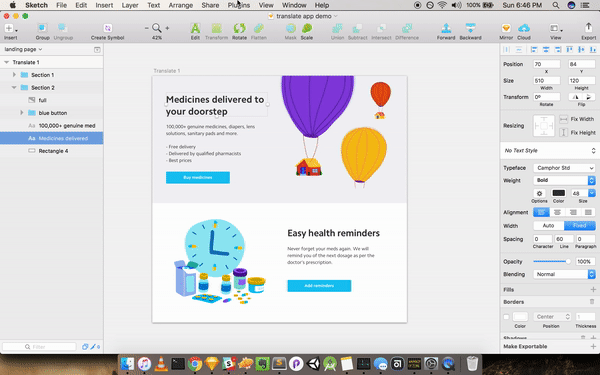 Sketch File Edit Insert Layer Text Arrange Share Plugins View Window Help
100% Sun 6:46 PM
translate app demo
Insert Group Ungroup 42% Edit Transform Rotate Flatten Mask Scale Union Subtract Intersect Difference Forward Backward Mirror Cloud View Export
landing page
Translate 1
Section 1
Section 2
full
blue button
100,000+ genuine med
Medicines delivered
Rectangle 4
Filter
6
Translate 1
Medicines delivered to
your doorstep
100,000+ genuine medicines, diapers, lens
solutions, sanitary pads and more.
- Free delivery
- Delivered by qualified pharmacists
- Best prices
Buy medicines
Easy health reminders
Never forget your meds again. We will
remind you of the next dosage as per the
doctor's prescription.
Add reminders
Position 70 84
X Y
Size 510 120
Width Height
Transform 0º
Rotate Flip
Resizing Fix Width
Fix Height
No Text Style
Typeface Camphor Std
Weight Bold
48
Options Color Size
Alignment
Width Auto Fixed
Spacing 0 60 0
Character Line Paragraph
Opacity 100%
Blending Normal
Fills
Borders
Center 1
Color Position Thickness
Shadows
Make Exportable